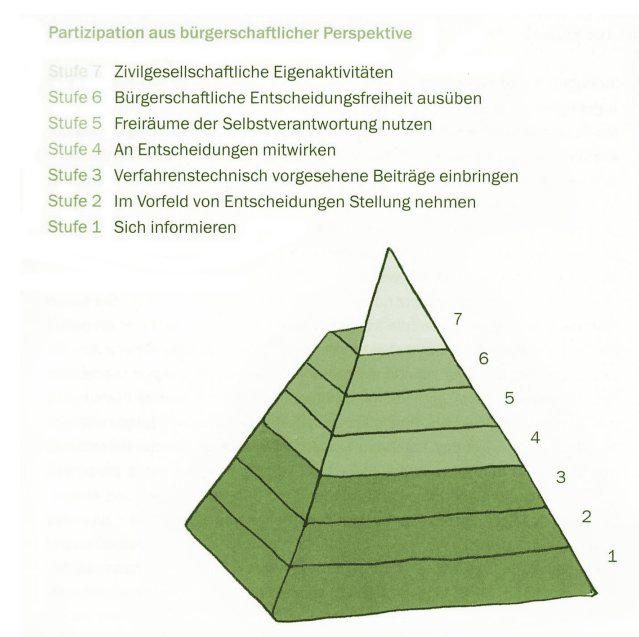 Partizipation aus bürgerschaftlicher Perspektive
Stufe 7 Zivilgesellschaftliche Eigenaktivitäten
Stufe 6 Bürgerschaftliche Entscheidungsfreiheit ausüben
Stufe 5 Freiräume der Selbstverantwortung nutzen
Stufe 4 An Entscheidungen mitwirken
Stufe 3 Verfahrenstechnisch vorgesehene Beiträge einbringen
Stufe 2 Im Vorfeld von Entscheidungen Stellung nehmen
Stufe 1 Sich informieren
7
6
5
4
3
2
1